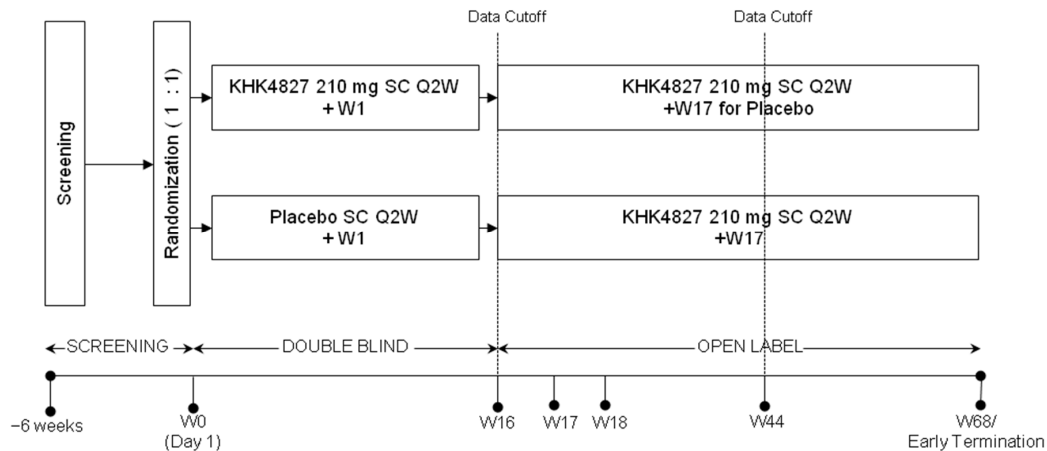 Data Cutoff
Data Cutoff
Screening
Randomization ( 1 : 1)
KHK4827 210 mg SC Q2W
+W1
KHK4827 210 mg SC Q2W
+W17 for Placebo
Placebo SC Q2W
+W1
KHK4827 210 mg SC Q2W
+W17
SCREENING
DOUBLE BLIND
OPEN LABEL
−6 weeks
W0
(Day 1)
W16
W17
W18
W44
W68/
Early Termination